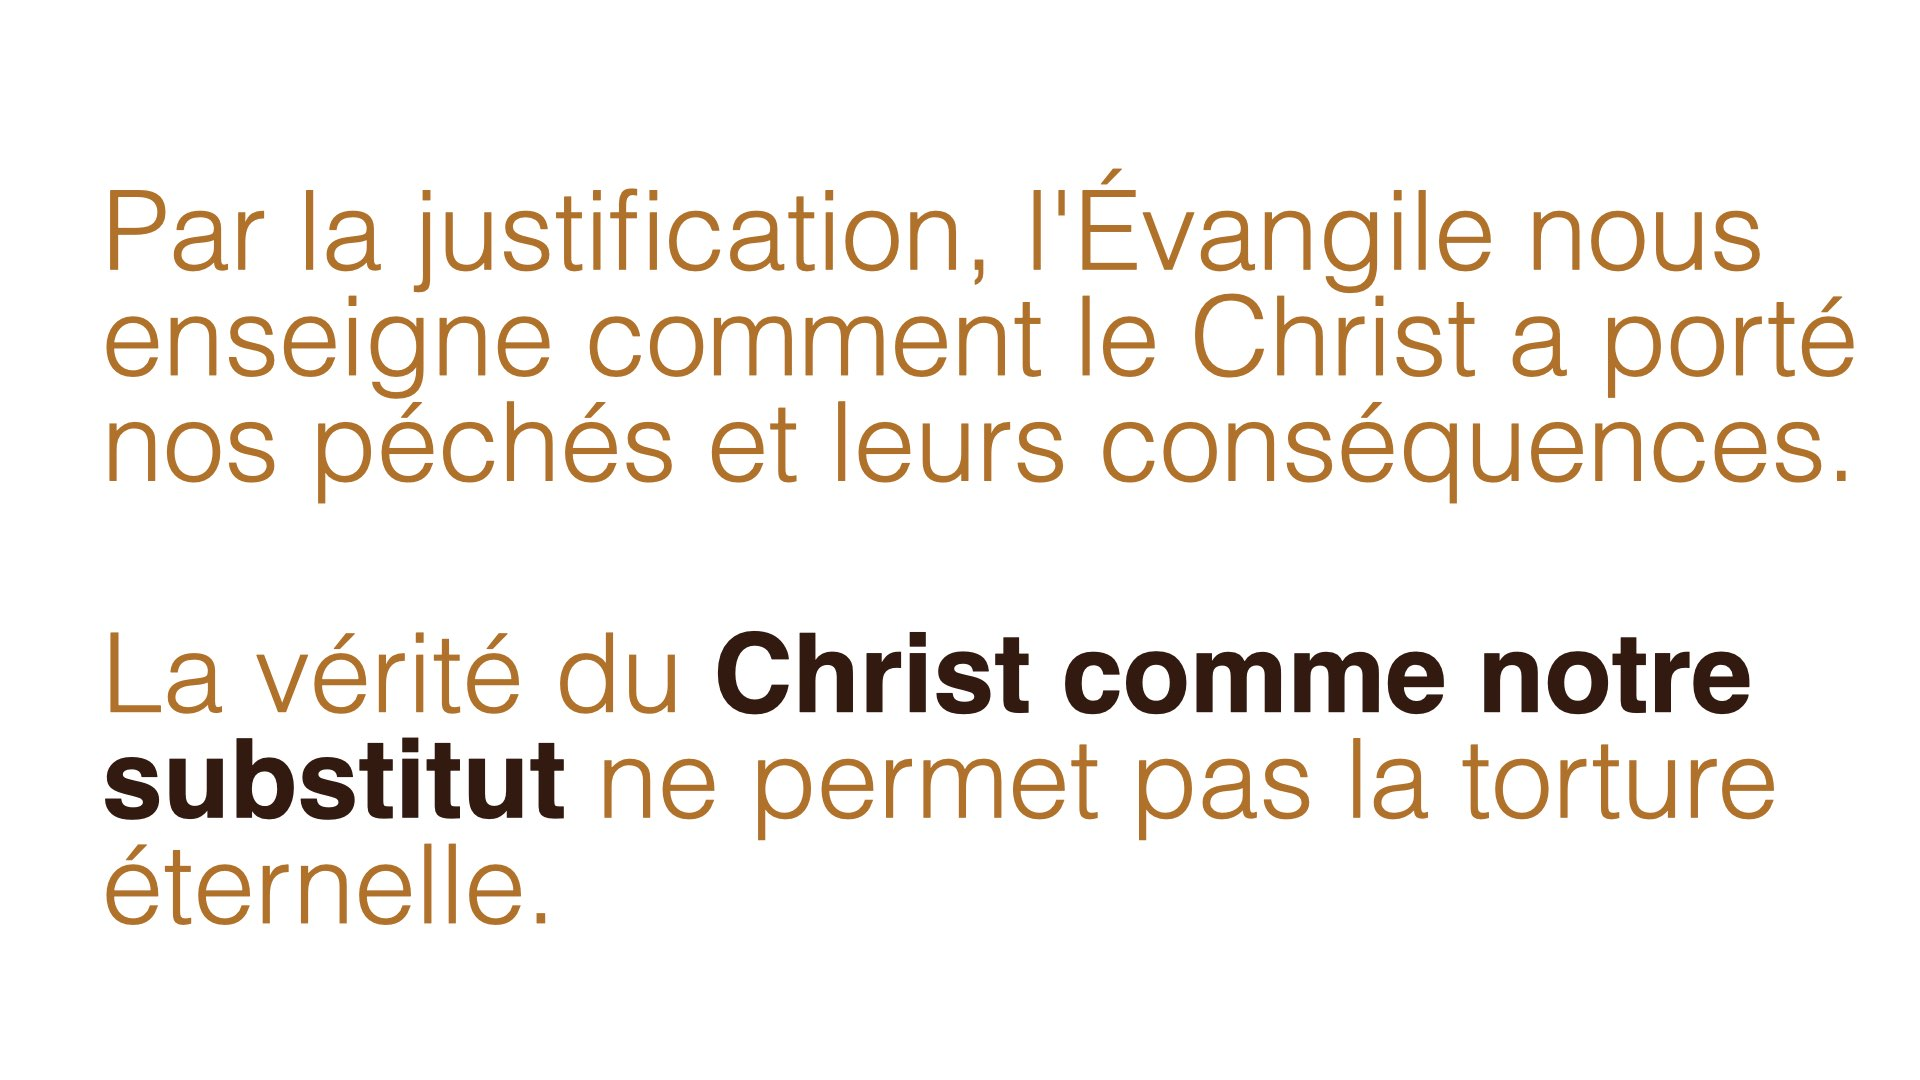 Par la justification, l'Évangile nous
enseigne comment le Christ a porté
nos péchés et leurs conséquences.
La vérité du Christ comme notre
substitut ne permet pas la torture
éternelle.